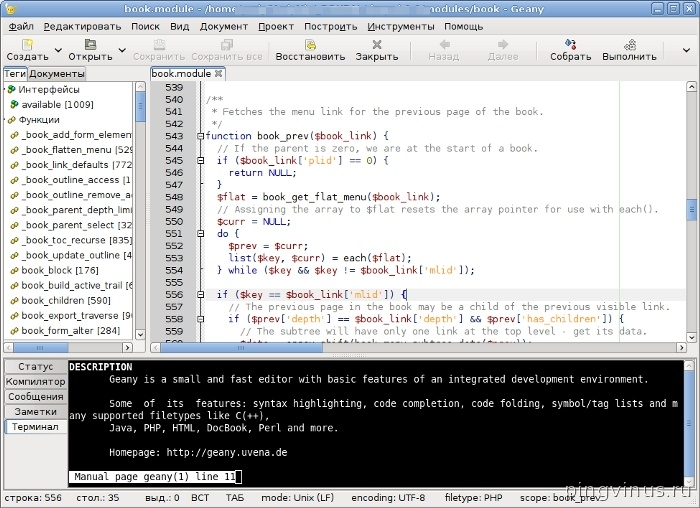 book.module - /home/ modules/book - Geany
Файл Правка Поиск Вид Документ Проект Построить Инструменты Помощь
Создать Открыть Сохранить Сохранить все Восстановить Закрыть Назад Далее Собрать Выполнить
Теги Документы
Интерфейсы
available [1009]
Функции
_book_add_form_element
_book_flatten_menu [529
_book_link_defaults [772
_book_outline_access [1
_book_outline_remove_a
_book_parent_depth_limi
_book_parent_select [32
_book_toc_recurse [835]
_book_update_outline [4
book_block [176]
book_build_active_trail [6
book_children [590]
book_export_traverse [90
book_form_alter [284]
book.module
539
540 /**
541 * Fetches the menu link for the previous page of the book.
542 */
543 function book_prev($book_link) {
544 // If the parent is zero, we are at the start of a book.
545 if ($book_link['plid'] == 0) {
546 return NULL;
547 }
548 $flat = book_get_flat_menu($book_link);
549 // Assigning the array to $flat resets the array pointer for use with each().
550 $curr = NULL;
551 do {
552 $prev = $curr;
553 list($key, $curr) = each($flat);
554 } while ($key && $key != $book_link['mlid']);
555
556 if ($key == $book_link['mlid']) {
557 // The previous page in the book may be a child of the previous visible link.
558 if ($prev['depth'] == $book_link['depth'] && $prev['has_children']) {
559 // The subtree will have only one link at the top level - get its data.
Статус
Компилятор
Сообщения
Заметки
Терминал
DESCRIPTION
Geany is a small and fast editor with basic features of an integrated development environment.
Some of its features: syntax highlighting, code completion, code folding, symbol/tag lists and m
any supported filetypes like C(++),
Java, PHP, HTML, DocBook, Perl and more.
Homepage: http://geany.uvena.de
Manual page geany(1) line 11
строка: 556 стол.: 35 выд.: 0 ВСТ ТАБ mode: Unix (LF) encoding: UTF-8 filetype: PHP scope: book_prev
pingvinus.ru